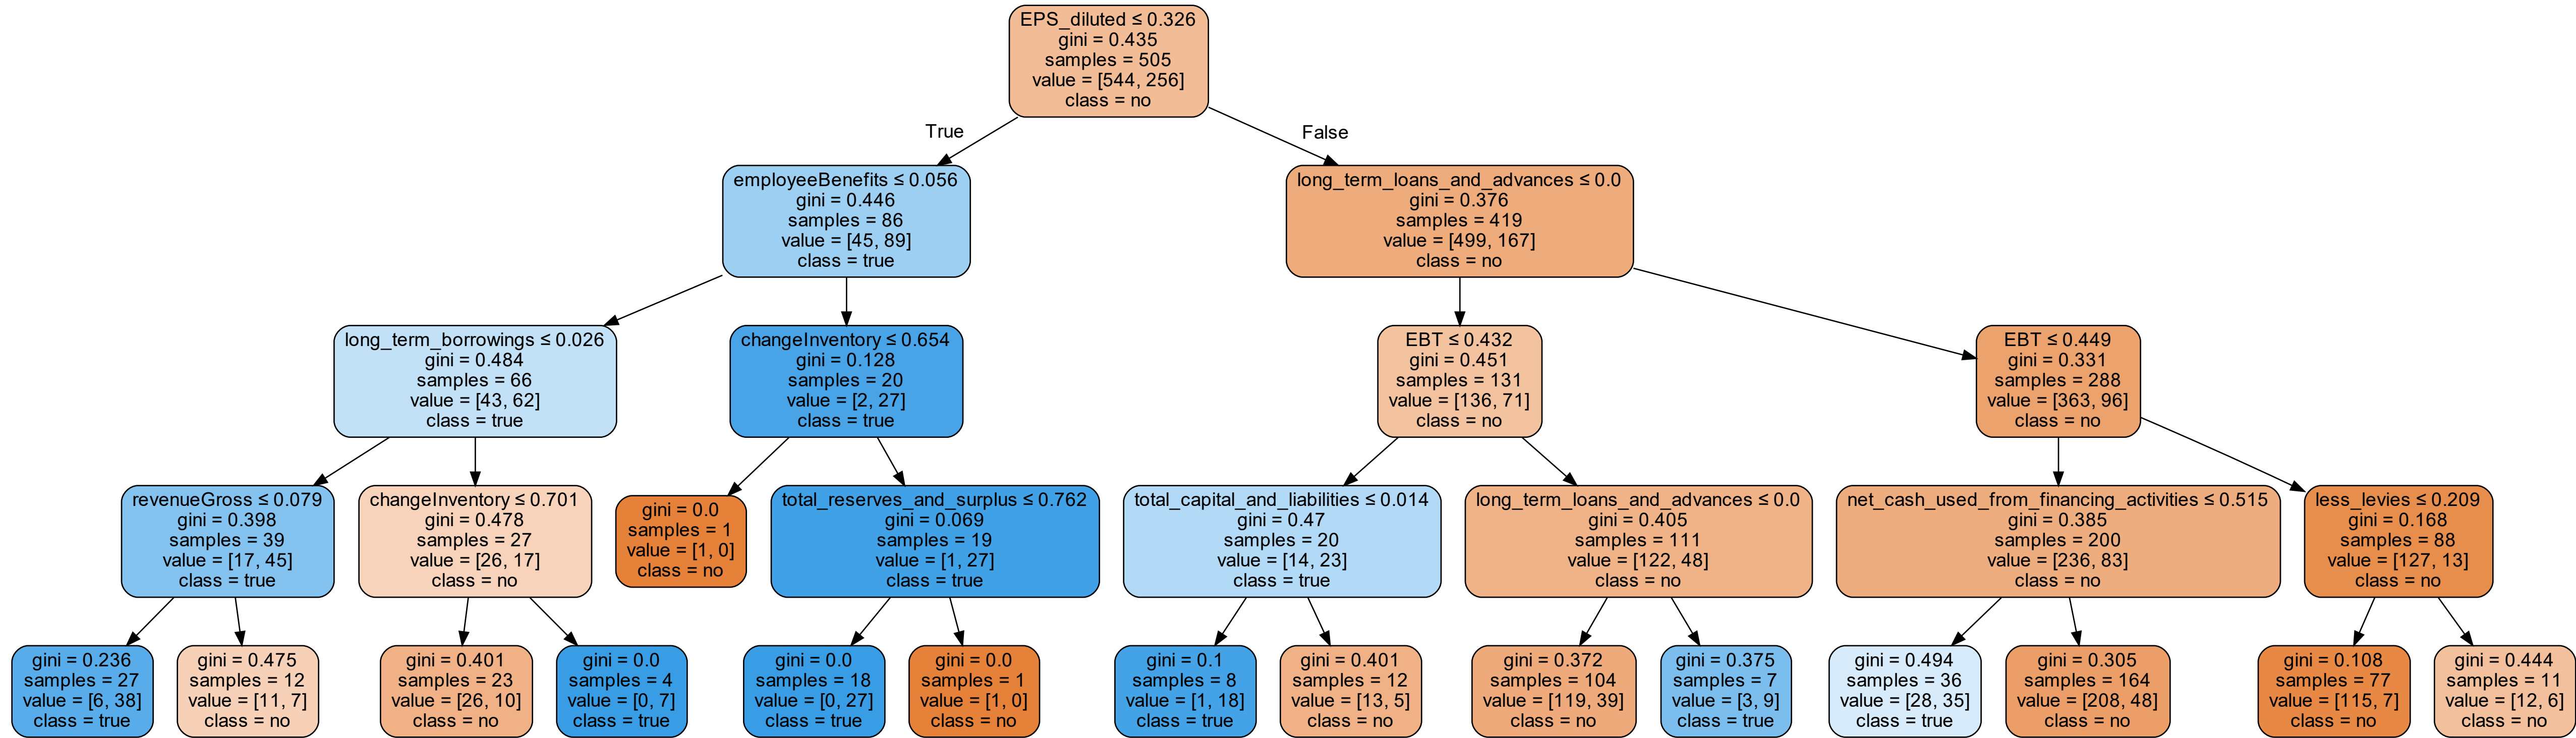 EPS_diluted ≤ 0.326
gini = 0.435
samples = 505
value = [544, 256]
class = no
True
False
employeeBenefits ≤ 0.056
gini = 0.446
samples = 86
value = [45, 89]
class = true
long_term_loans_and_advances ≤ 0.0
gini = 0.376
samples = 419
value = [499, 167]
class = no
long_term_borrowings ≤ 0.026
gini = 0.484
samples = 66
value = [43, 62]
class = true
changeInventory ≤ 0.654
gini = 0.128
samples = 20
value = [2, 27]
class = true
EBT ≤ 0.432
gini = 0.451
samples = 131
value = [136, 71]
class = no
EBT ≤ 0.449
gini = 0.331
samples = 288
value = [363, 96]
class = no
revenueGross ≤ 0.079
gini = 0.398
samples = 39
value = [17, 45]
class = true
changeInventory ≤ 0.701
gini = 0.478
samples = 27
value = [26, 17]
class = no
gini = 0.0
samples = 1
value = [1, 0]
class = no
total_reserves_and_surplus ≤ 0.762
gini = 0.069
samples = 19
value = [1, 27]
class = true
total_capital_and_liabilities ≤ 0.014
gini = 0.47
samples = 20
value = [14, 23]
class = true
long_term_loans_and_advances ≤ 0.0
gini = 0.405
samples = 111
value = [122, 48]
class = no
net_cash_used_from_financing_activities ≤ 0.515
gini = 0.385
samples = 200
value = [236, 83]
class = no
less_levies ≤ 0.209
gini = 0.168
samples = 88
value = [127, 13]
class = no
gini = 0.236
samples = 27
value = [6, 38]
class = true
gini = 0.475
samples = 12
value = [11, 7]
class = no
gini = 0.401
samples = 23
value = [26, 10]
class = no
gini = 0.0
samples = 4
value = [0, 7]
class = true
gini = 0.0
samples = 18
value = [0, 27]
class = true
gini = 0.0
samples = 1
value = [1, 0]
class = no
gini = 0.1
samples = 8
value = [1, 18]
class = true
gini = 0.401
samples = 12
value = [13, 5]
class = no
gini = 0.372
samples = 104
value = [119, 39]
class = no
gini = 0.375
samples = 7
value = [3, 9]
class = true
gini = 0.494
samples = 36
value = [28, 35]
class = true
gini = 0.305
samples = 164
value = [208, 48]
class = no
gini = 0.108
samples = 77
value = [115, 7]
class = no
gini = 0.444
samples = 11
value = [12, 6]
class = no